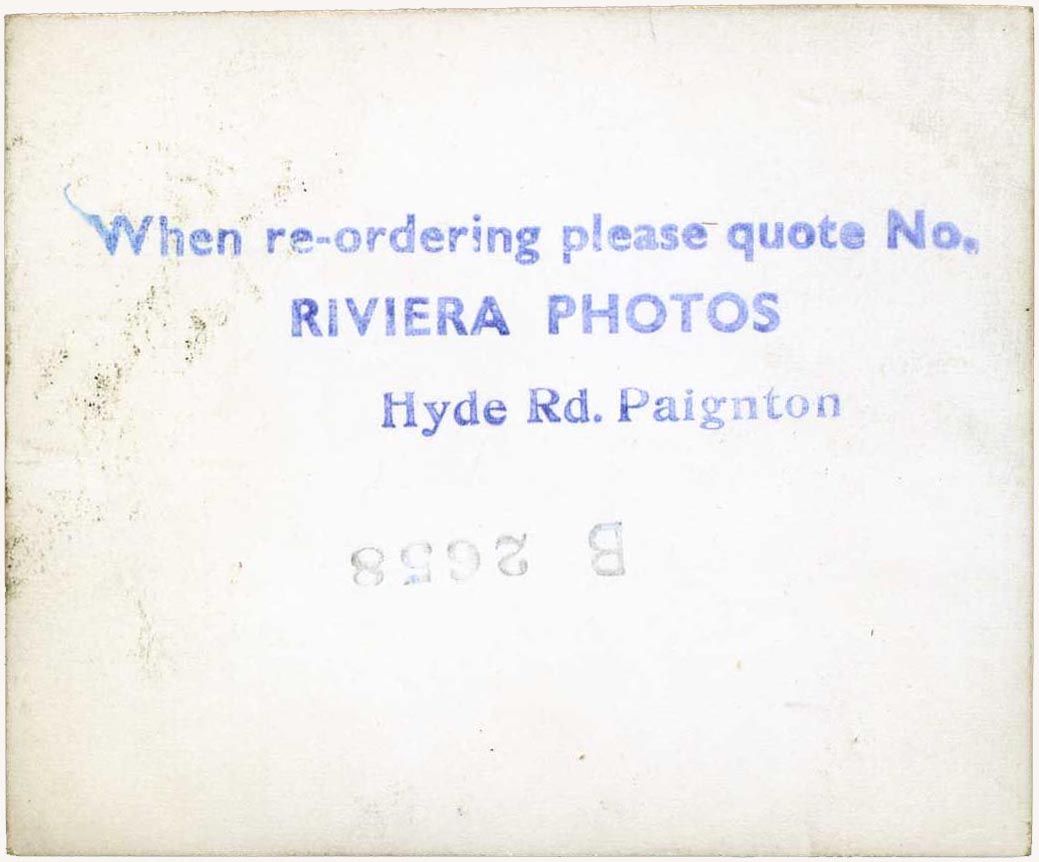 When re-ordering please quote No.
RIVIERA PHOTOS
Hyde Rd. Paignton
B 2658